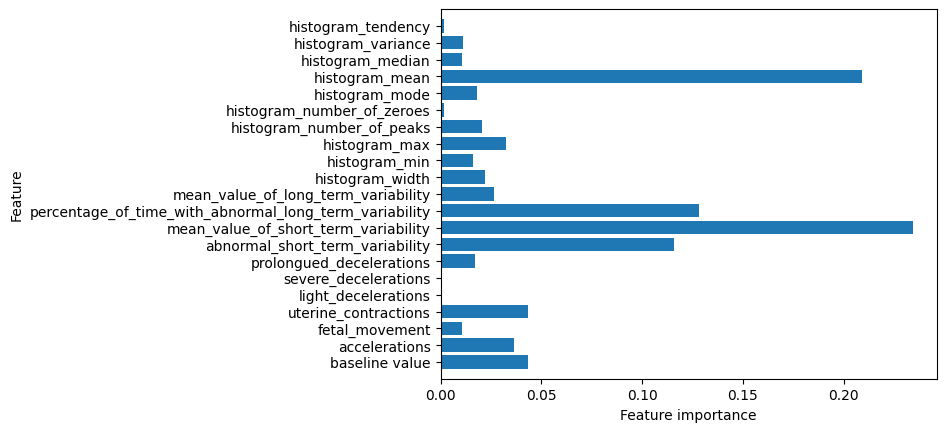 histogram_tendency
histogram_variance
histogram_median
histogram_mean
histogram_mode
histogram_number_of_zeroes
histogram_number_of_peaks
histogram_max
histogram_min
histogram_width
mean_value_of_long_term_variability
percentage_of_time_with_abnormal_long_term_variability
mean_value_of_short_term_variability
abnormal_short_term_variability
prolongued_decelerations
severe_decelerations
light_decelerations
uterine_contractions
fetal_movement
accelerations
baseline value
Feature
0.00 0.05 0.10 0.15 0.20
Feature importance